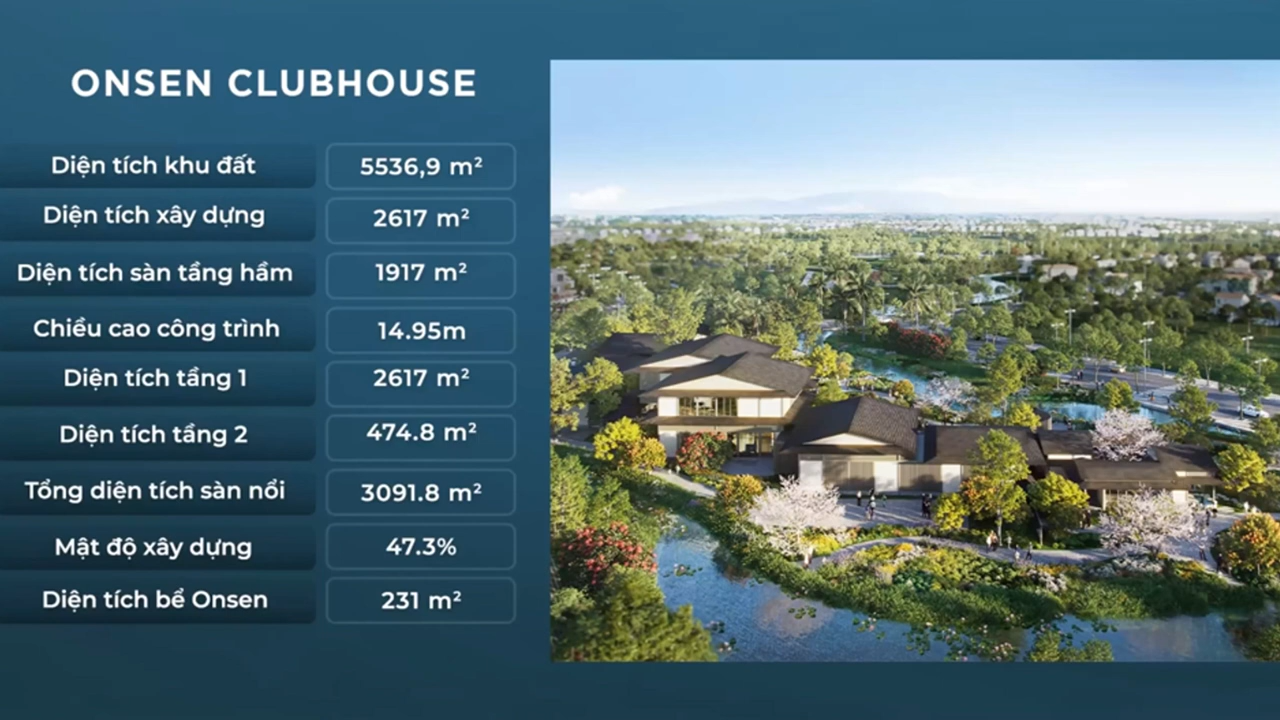 ONSEN CLUBHOUSE
Diện tích khu đất 5536,9 m²
Diện tích xây dựng 2617 m²
Diện tích sàn tầng hầm 1917 m²
Chiều cao công trình 14.95m
Diện tích tầng 1 2617 m²
Diện tích tầng 2 474.8 m²
Tổng diện tích sàn nổi 3091.8 m²
Mật độ xây dựng 47.3%
Diện tích bể Onsen 231 m²